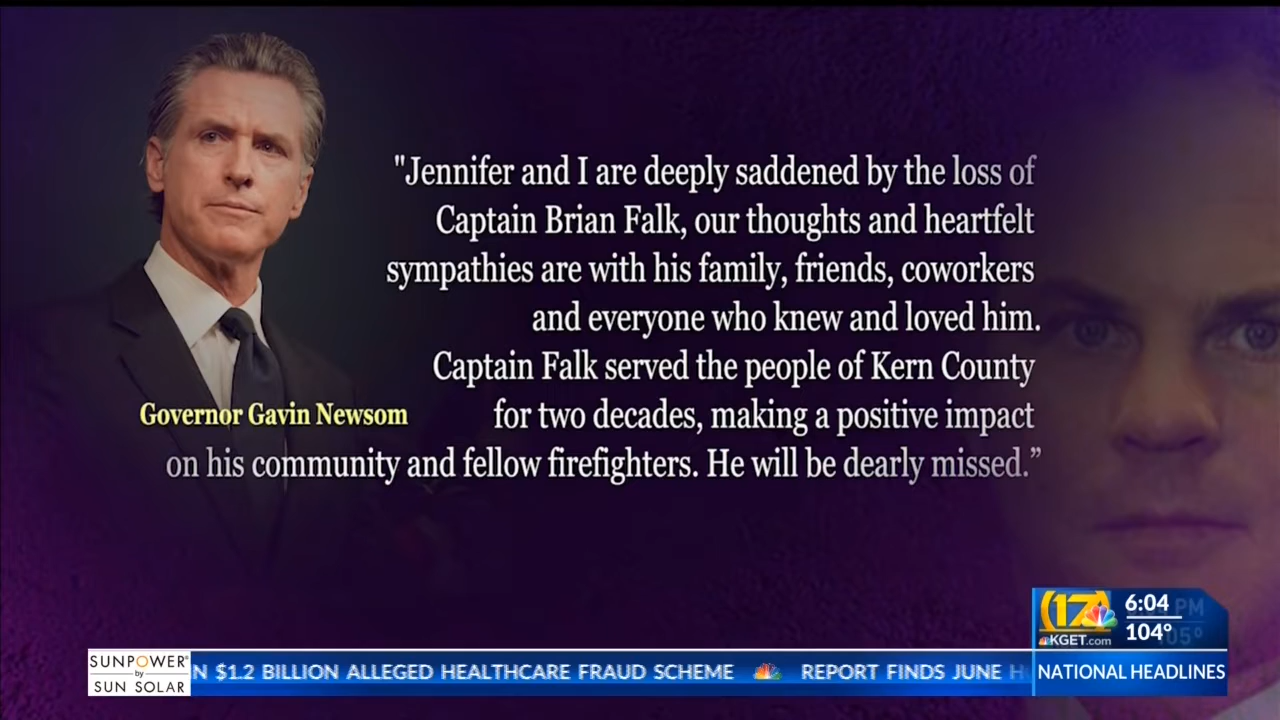 "Jennifer and I are deeply saddened by the loss of
Captain Brian Falk, our thoughts and heartfelt
sympathies are with his family, friends, coworkers
and everyone who knew and loved him.
Captain Falk served the people of Kern County
Governor Gavin Newsom
for two decades, making a positive impact
on his community and fellow firefighters. He will be dearly missed.”
17
KGET.com
6:04 PM
104°
105°
SUNPOWER®
by
SUN SOLAR
N $1.2 BILLION ALLEGED HEALTHCARE FRAUD SCHEME
REPORT FINDS JUNE H
NATIONAL HEADLINES